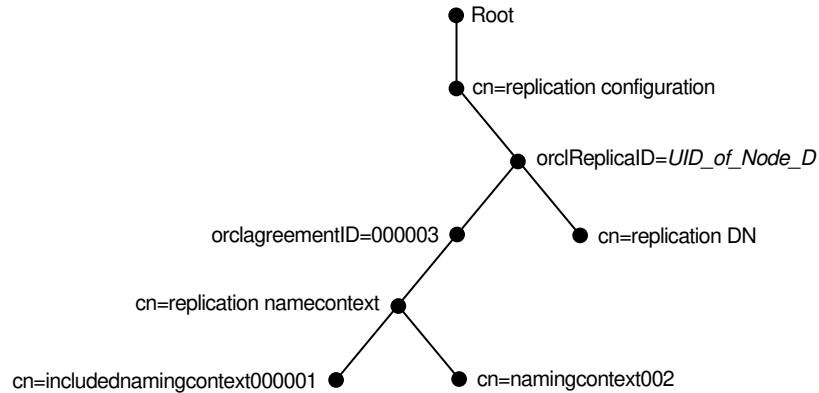 Root
cn=replication configuration
orclReplicaID=UID_of_Node_D
orclagreementID=000003
cn=replication DN
cn=replication namecontext
cn=includednamingcontext000001
cn=namingcontext002